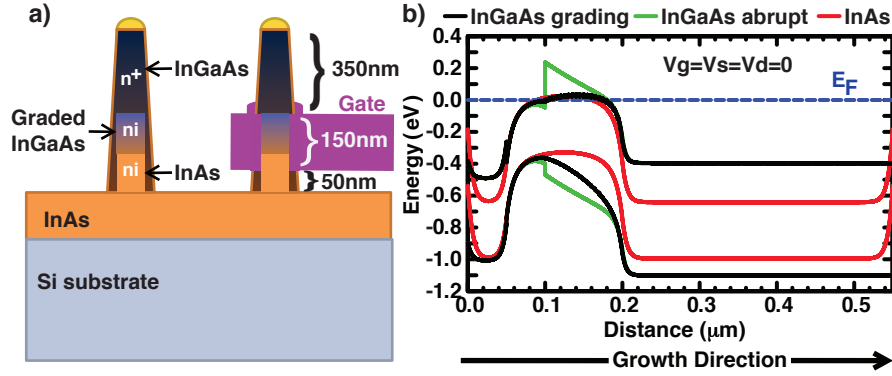 a)
n⁺
InGaAs
350nm
Graded
InGaAs
ni
Gate
150nm
ni
InAs
50nm
InAs
Si substrate
b)
InGaAs grading InGaAs abrupt InAs
Vg=Vs=Vd=0
E_F
Energy (eV)
0.4
0.2
0.0
-0.2
-0.4
-0.6
-0.8
-1.0
-1.2
0.0 0.1 0.2 0.3 0.4 0.5
Distance (μm)
Growth Direction